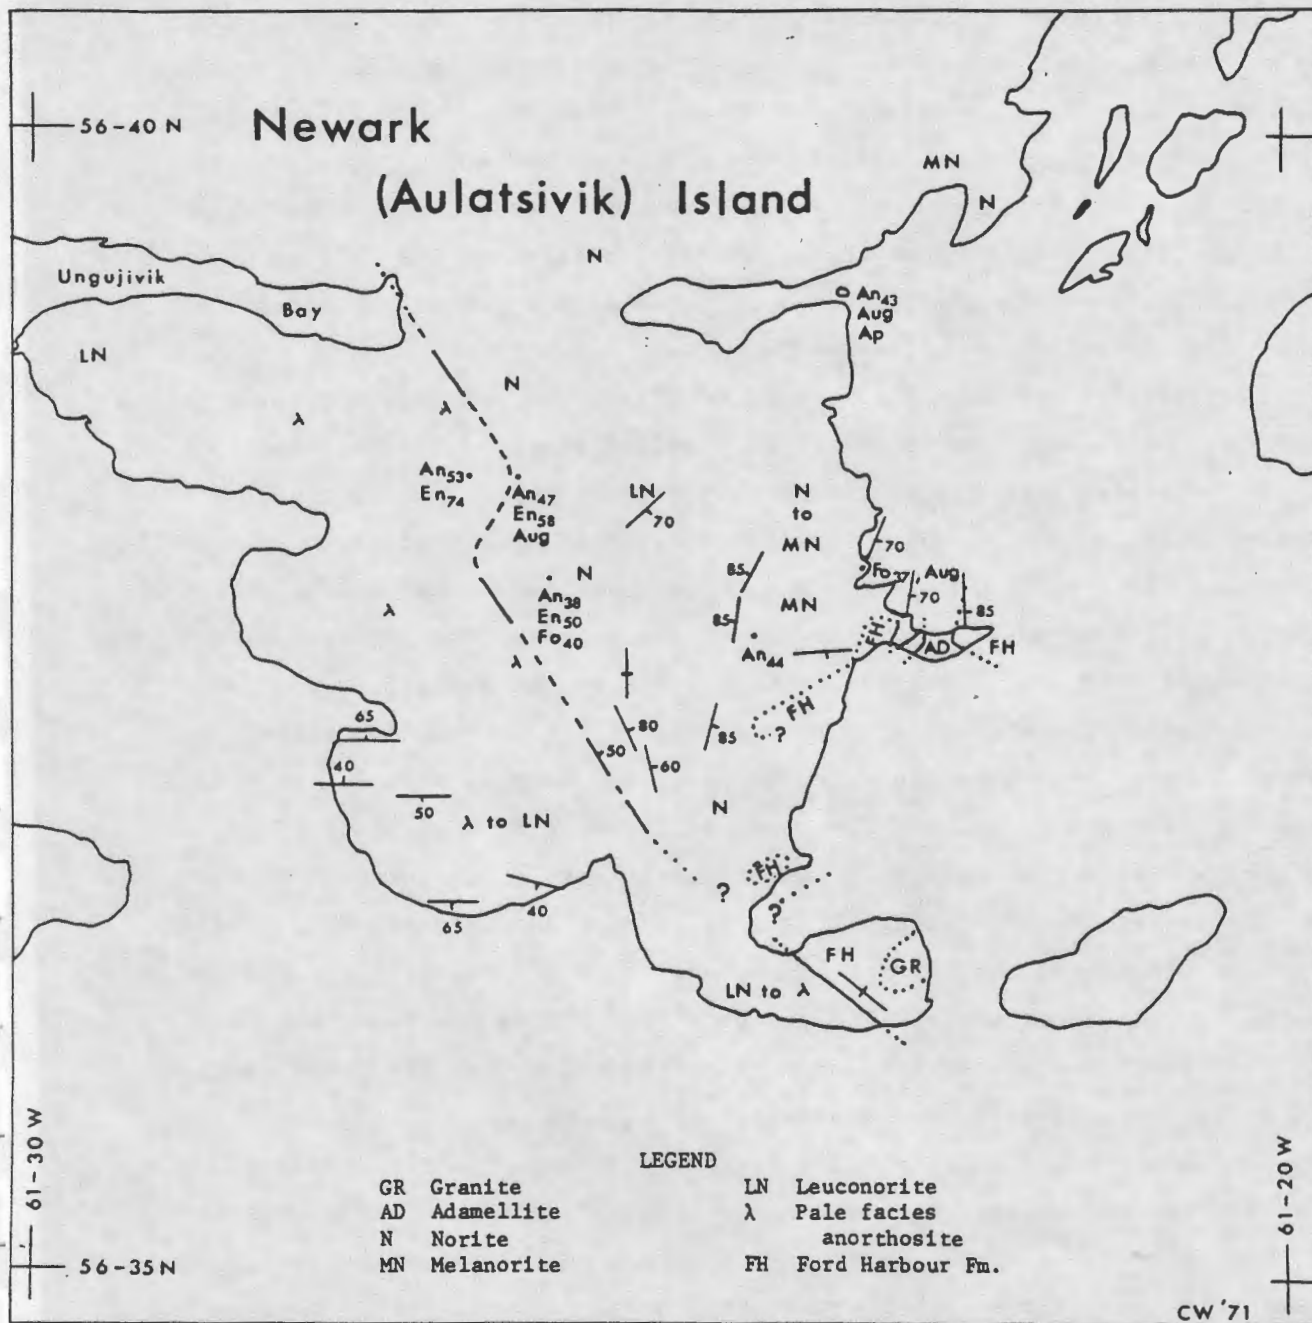 56-40 N
Newark
(Aulatsivik) Island
MN
N
N
Ungujivik
Bay
An43
Aug
Ap
LN
N
λ
λ
An53
En74
An47
En58
Aug
LN
70
N
to
MN
70
Fo37, Aug
N
85
An38
En50
Fo40
MN
70
85
λ
85
An44
FH
AD
FH
λ
65
80
85
FH
?
40
50
60
50
λ to LN
N
?
FH
?
65
40
FH
GR
LN to λ
61-30 W
61-20 W
LEGEND
GR Granite
AD Adamellite
N Norite
MN Melanorite
LN Leuconorite
λ Pale facies
anorthosite
FH Ford Harbour Fm.
56-35 N
CW '71